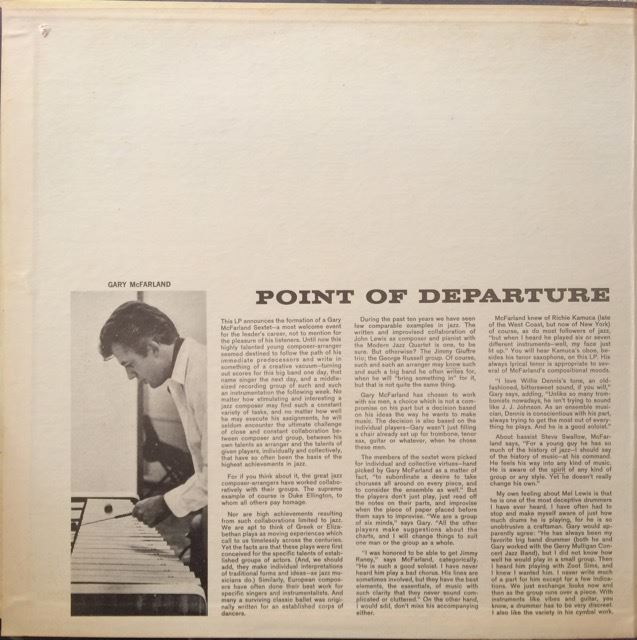 GARY McFARLAND
POINT OF DEPARTURE
This LP announces the formation of a Gary
McFarland Sextet—a most welcome event
for the leader's career, not to mention for
the pleasure of his listeners. Until now this
highly talented young composer-arranger
seemed destined to follow the path of his
immediate predecessors and write in
something of a creative vacuum—turning
out scores for this big band one day, that
name singer the next day, and a middle-
sized recording group of such and such
an instrumentation the following week. No
matter how stimulating and interesting a
jazz composer may find such a constant
variety of tasks, and no matter how well
he may execute his assignments, he will
seldom encounter the ultimate challenge
of close and constant collaboration be-
tween composer and group, between his
own talents as arranger and the talents of
given players, individually and collectively,
that have so often been the basis of the
highest achievements in jazz.
For if you think about it, the great jazz
composer-arrangers have worked collabo-
ratively with their groups. The supreme
example of course is Duke Ellington, to
whom all others pay homage.
Nor are high achievements resulting
from such collaborations limited to jazz.
We are apt to think of Greek or Eliza-
bethan plays as moving experiences which
call to us timelessly across the centuries.
Yet the facts are that these plays were first
conceived for the specific talents of estab-
lished groups of actors. (And, we should
add, they make individual interpretations
of traditional forms and ideas—as jazz mu-
sicians do.) Similarly, European compos-
ers have often done their best work for
specific singers and instrumentalists. And
many a surviving classic ballet was origi-
nally written for an established corps of
dancers.
During the past ten years we have seen
few comparable examples in jazz. The
written and improvised collaboration of
John Lewis as composer and pianist with
the Modern Jazz Quartet is one, to be
sure. But otherwise? The Jimmy Giuffre
trio; the George Russell group. Of course,
such and such an arranger may know such
and such a big band he often writes for,
when he will "bring something in" for it,
but that is not quite the same thing.
Gary McFarland has chosen to work
with six men, a choice which is not a com-
promise on his part but a decision based
on his ideas the way he wants to make
music. The decision is also based on the
individual players—Gary wasn't just filling
a chair already set up for trombone, tenor
sax, guitar or whatever, when he chose
these men.
The members of the sextet were picked
for individual and collective virtues—hand
picked by Gary McFarland as a matter of
fact, "to subordinate a desire to take
choruses all around on every piece, and
to consider the ensemble as well." But
the players don't just play, just read off
the notes on their parts, and improvise
when the piece of paper placed before
them says to improvise. "We are a group
of six minds," says Gary. "All the other
players make suggestions about the
charts, and I will change things to suit
one man or the group as a whole.
"I was honored to be able to get Jimmy
Raney," says McFarland, categorically.
"He is such a good soloist. I have never
heard him play a bad chorus. His lines are
sometimes involved, but they have the best
elements, the essentials, of music with
such clarity that they never sound com-
plicated or cluttered." On the other hand,
I would add, don't miss his accompanying
either.
McFarland knew of Richie Kamuca (late
of the West Coast, but now of New York)
of course, as do most followers of jazz,
"but when I heard he played six or seven
different instruments—well, my face just
lit up." You will hear Kamuca's oboe, be-
sides his tenor saxophone, on this LP. His
always lyrical tenor is appropriate to sev-
eral of McFarland's compositional moods.
"I love Willie Dennis's tone, an old-
fashioned, bittersweet sound, if you will,"
Gary says, adding, "Unlike so many trom-
bonists nowadays, he isn't trying to sound
like J. J. Johnson. As an ensemble musi-
cian, Dennis is conscientious with his part,
always trying to get the most out of every-
thing he plays. And he is a good soloist."
About bassist Steve Swallow, McFar-
land says, "For a young guy he has so
much of the history of jazz—I should say
of the history of music—at his command.
He feels his way into any kind of music.
He is aware of the spirit of any kind of
group or any style. Yet he doesn't really
change his own."
My own feeling about Mel Lewis is that
he is one of the most deceptive drummers
I have ever heard. I have often had to
stop and make myself aware of just how
much drums he is playing, for he is so
unobtrusive a craftsman. Gary would ap-
parently agree: "He has always been my
favorite big band drummer (both he and
Gary worked with the Gerry Mulligan Con-
cert Jazz Band), but I did not know how
well he would play in a small group. Then
I heard him playing with Zoot Sims, and
I knew I wanted him. I never write much
of a part for him except for a few indica-
tions. We just exchange looks now and
then as the group runs over a piece. With
instruments like vibes and guitar, you
know, a drummer has to be very discreet.
I also like the variety in his cymbal work,